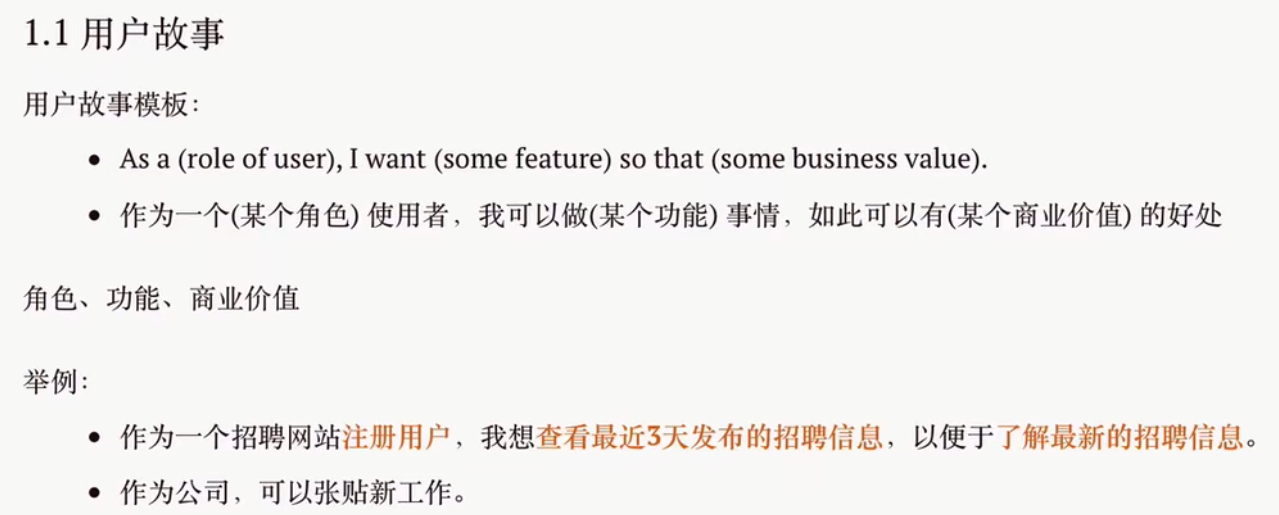 1.1 用户故事
用户故事模板：
• As a (role of user), I want (some feature) so that (some business value).
• 作为一个(某个角色) 使用者，我可以做(某个功能) 事情，如此可以有(某个商业价值) 的好处
角色、功能、商业价值
举例：
• 作为一个招聘网站注册用户，我想查看最近3天发布的招聘信息，以便于了解最新的招聘信息。
• 作为公司，可以张贴新工作。